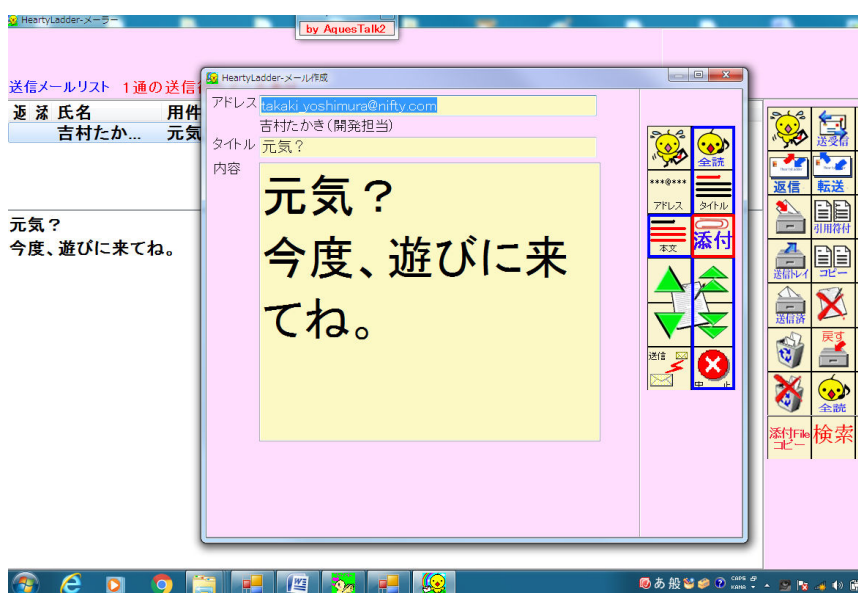 HeartyLadder-メーラー
by AquesTalk2
送信メールリスト 1通の送信
氏名 用件
吉村たか... 元気
元気？
今度、遊びに来てね。
HeartyLadder-メール作成
アドレス takaki_yoshimura@nifty.com
吉村たかき(開発担当)
タイトル 元気？
内容
元気？
今度、遊びに来
てね。
全読
***@***
アドレス タイトル
本文 添付
送信 中止
送受信
返信 転送
引用符付
送信トレイ コピー
送信済
戻す
全読
添付File
コピー
検索
あ 般 CAPS
KANA